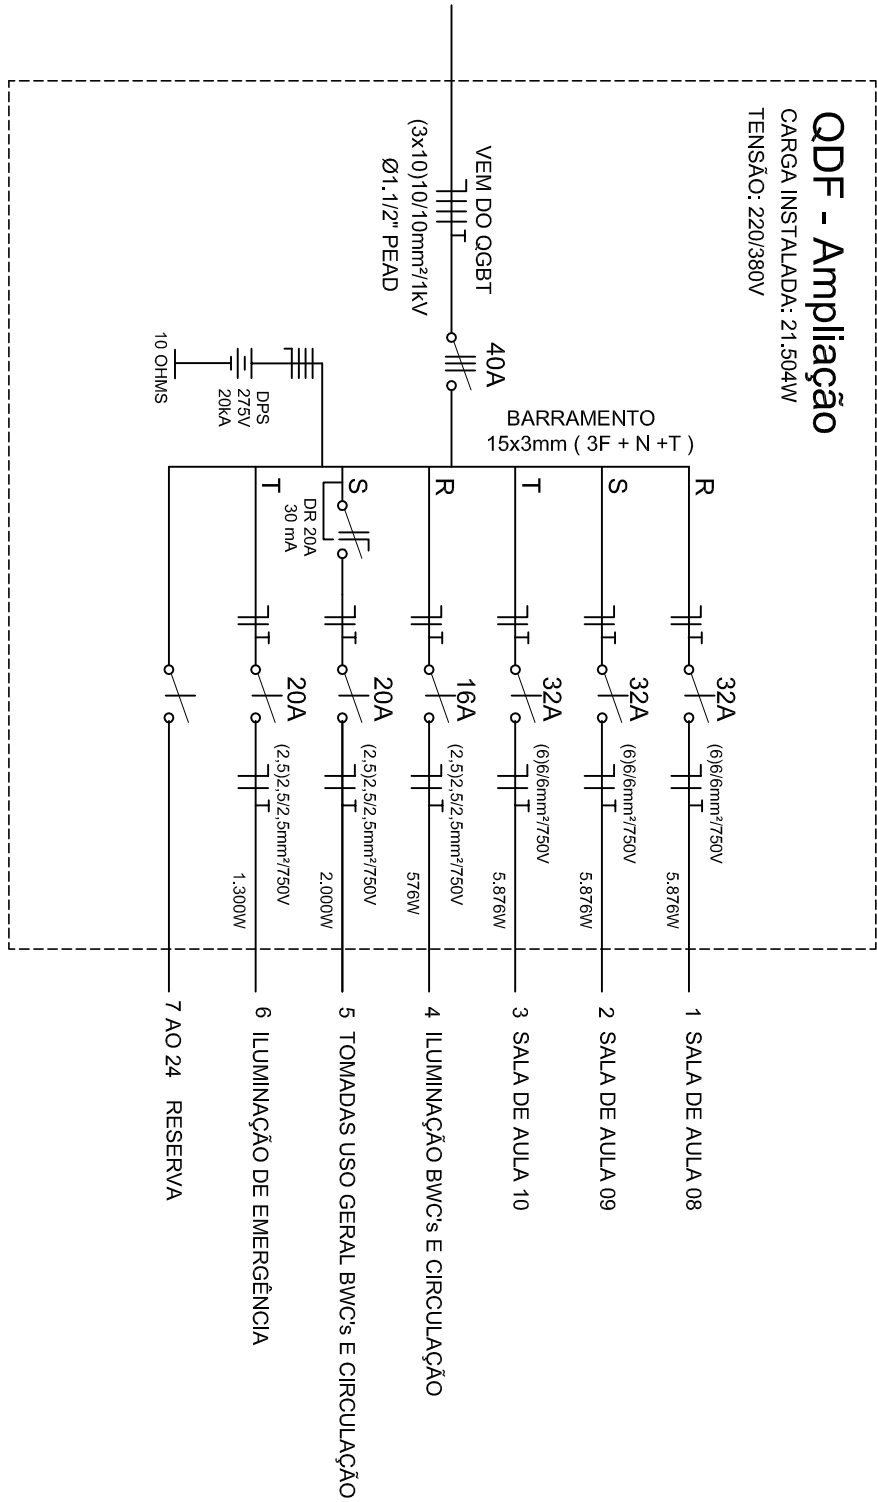 QDF - Ampliação
CARGA INSTALADA: 21.504W
TENSÃO: 220/380V
VEM DO QGBT
(3x10)10/10mm²/1kV
Ø1.1/2" PEAD
40A
BARRAMENTO
15x3mm ( 3F + N +T )
DPS
275V
20kA
10 OHMS
R
32A
(6)6/6mm²/750V
5.876W
1 SALA DE AULA 08
S
32A
(6)6/6mm²/750V
5.876W
2 SALA DE AULA 09
T
32A
(6)6/6mm²/750V
5.876W
3 SALA DE AULA 10
R
16A
(2,5)2,5/2,5mm²/750V
576W
4 ILUMINAÇÃO BWC's E CIRCULAÇÃO
S
DR 20A
30 mA
20A
(2,5)2,5/2,5mm²/750V
2.000W
5 TOMADAS USO GERAL BWC's E CIRCULAÇÃO
T
20A
(2,5)2,5/2,5mm²/750V
1.300W
6 ILUMINAÇÃO DE EMERGÊNCIA
7 AO 24 RESERVA